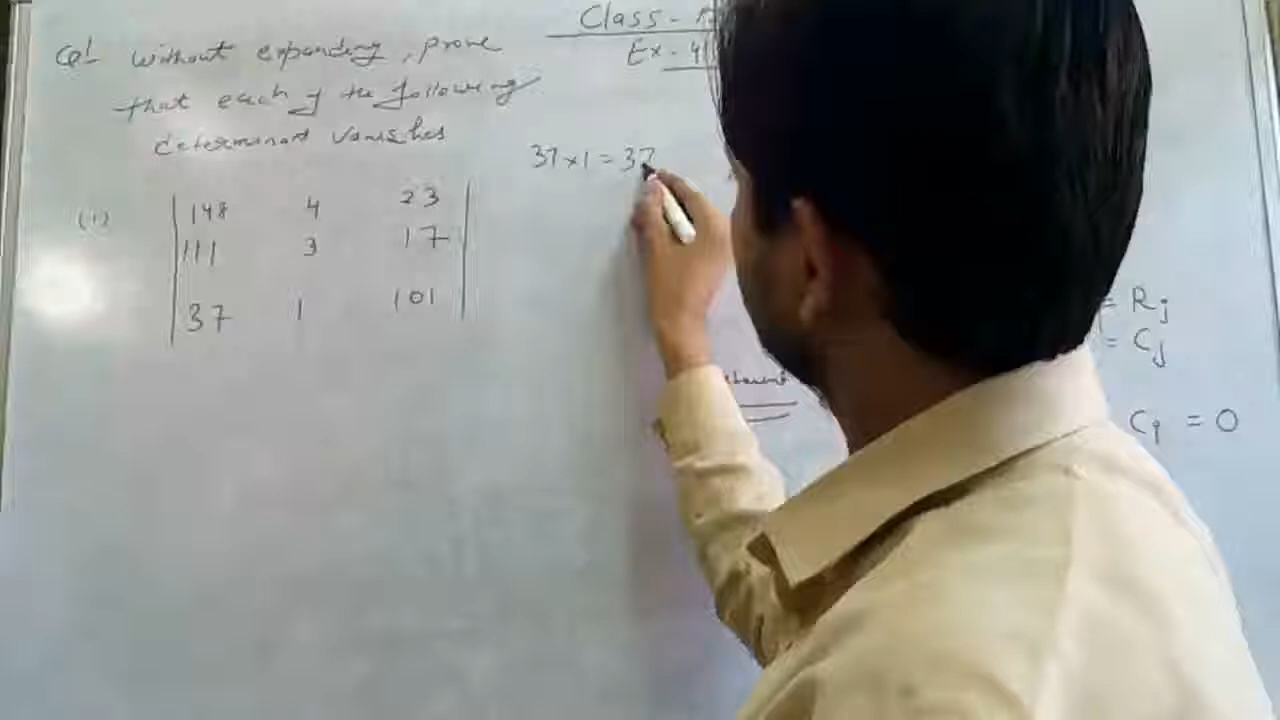 Class -
Ex - 4
Q1 Without expanding, prove
that each of the following
determinant vanishes
37 × 1 = 37
(1) | 148 4 23 |
| 111 3 17 |
| 37 1 101 |
= Rj
= Cj
Ci = 0